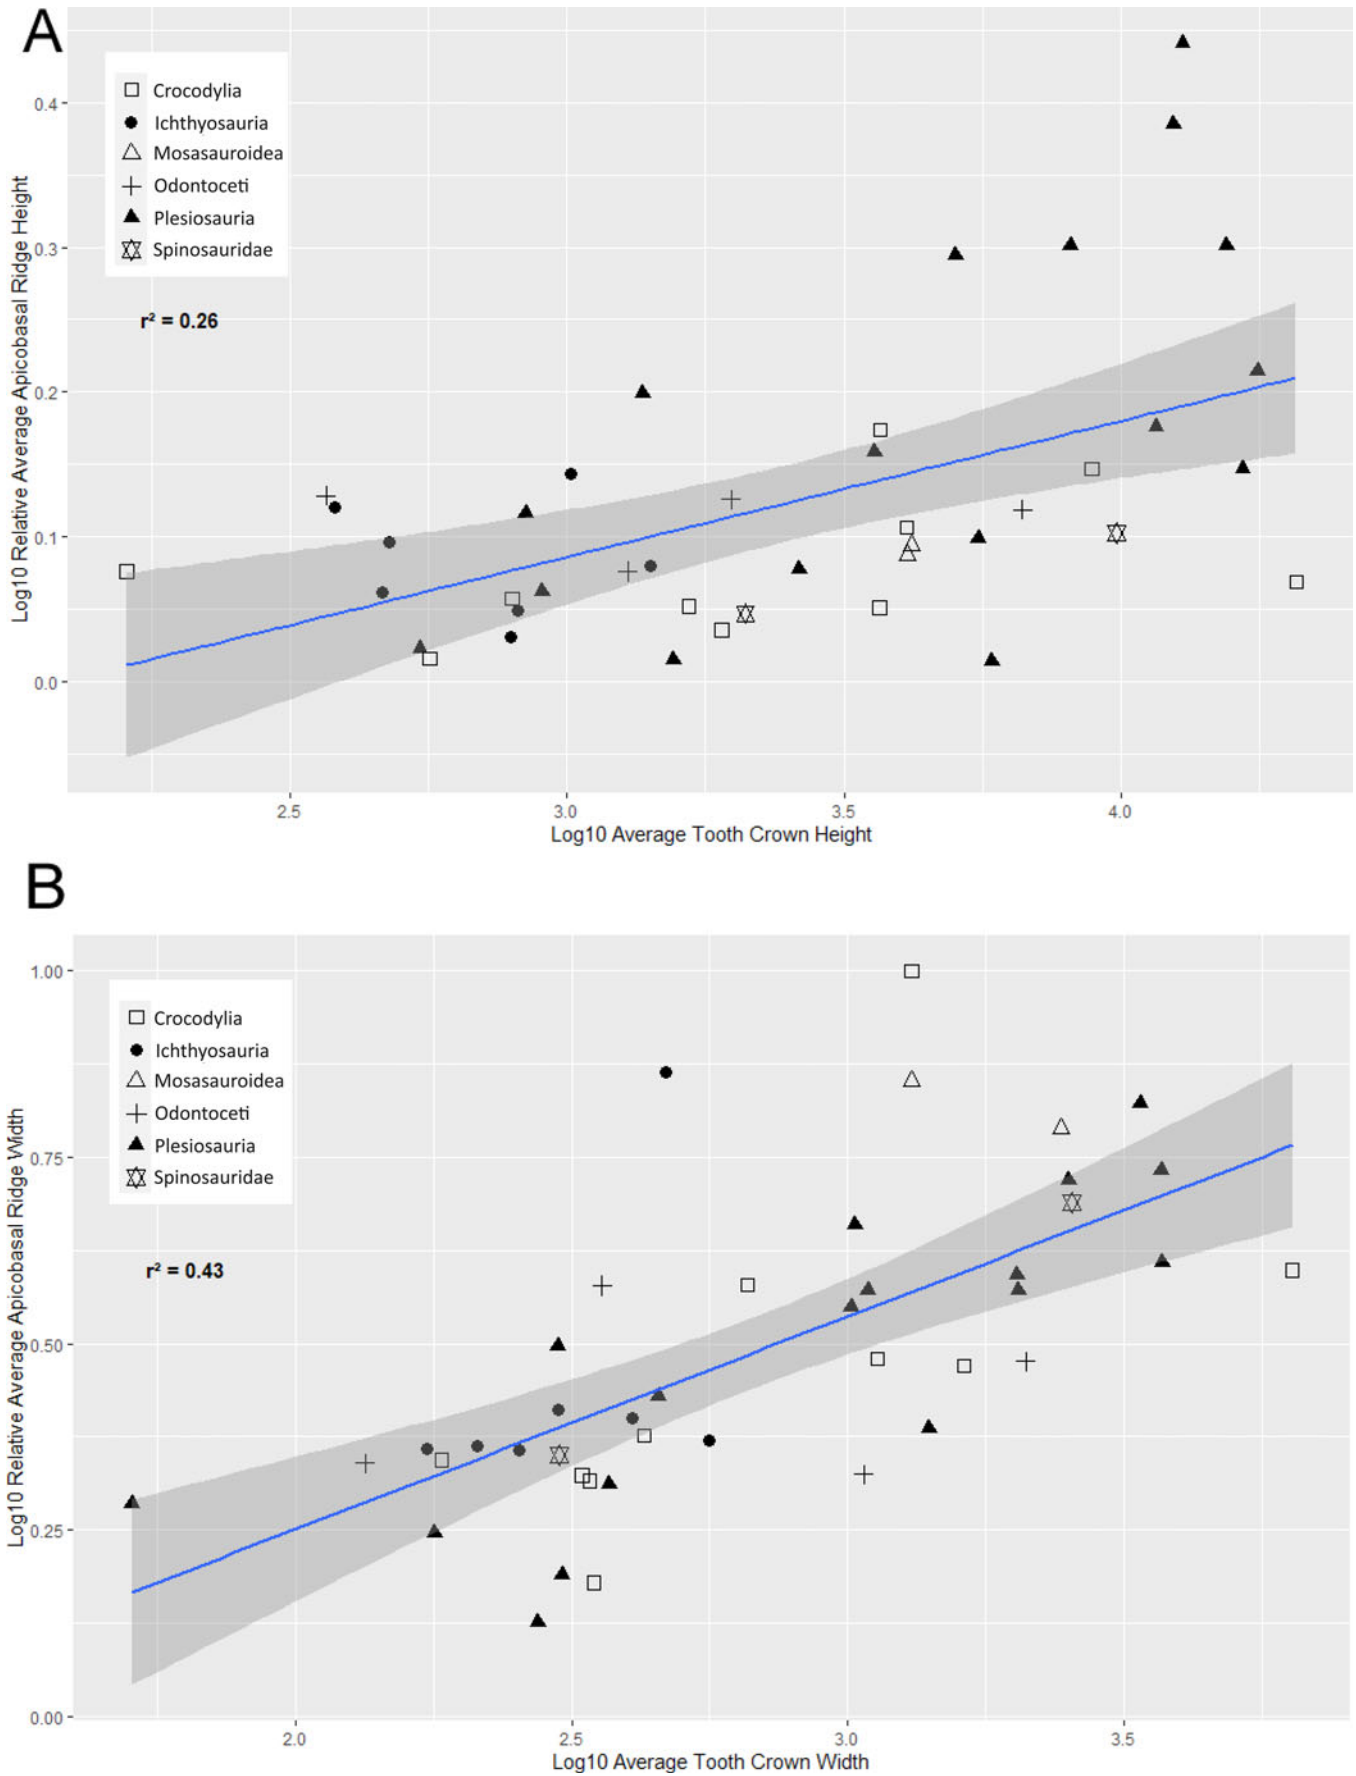 A
Crocodylia
Ichthyosauria
Mosasauroidea
Odontoceti
Plesiosauria
Spinosauridae
r² = 0.26
Log10 Relative Average Apicobasal Ridge Height
0.4
0.3
0.2
0.1
0.0
2.5 3.0 3.5 4.0
Log10 Average Tooth Crown Height
B
Crocodylia
Ichthyosauria
Mosasauroidea
Odontoceti
Plesiosauria
Spinosauridae
r² = 0.43
Log10 Relative Average Apicobasal Ridge Width
1.00
0.75
0.50
0.25
0.00
2.0 2.5 3.0 3.5
Log10 Average Tooth Crown Width